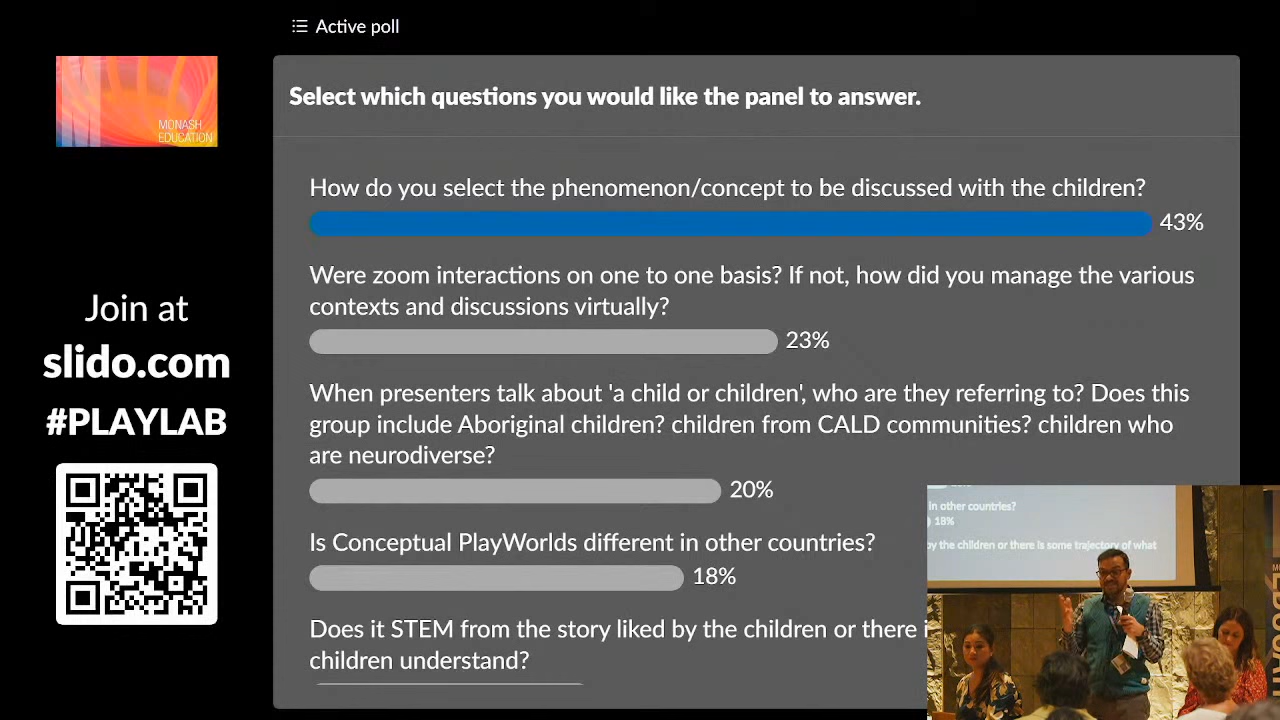 Active poll
MONASH
EDUCATION
Select which questions you would like the panel to answer.
How do you select the phenomenon/concept to be discussed with the children?
43%
Were zoom interactions on one to one basis? If not, how did you manage the various
contexts and discussions virtually?
23%
When presenters talk about 'a child or children', who are they referring to? Does this
group include Aboriginal children? children from CALD communities? children who
are neurodiverse?
20%
Is Conceptual PlayWorlds different in other countries?
18%
Does it STEM from the story liked by the children or there i
children understand?
Join at
slido.com
#PLAYLAB
in other countries?
18%
by the children or there is some trajectory of what